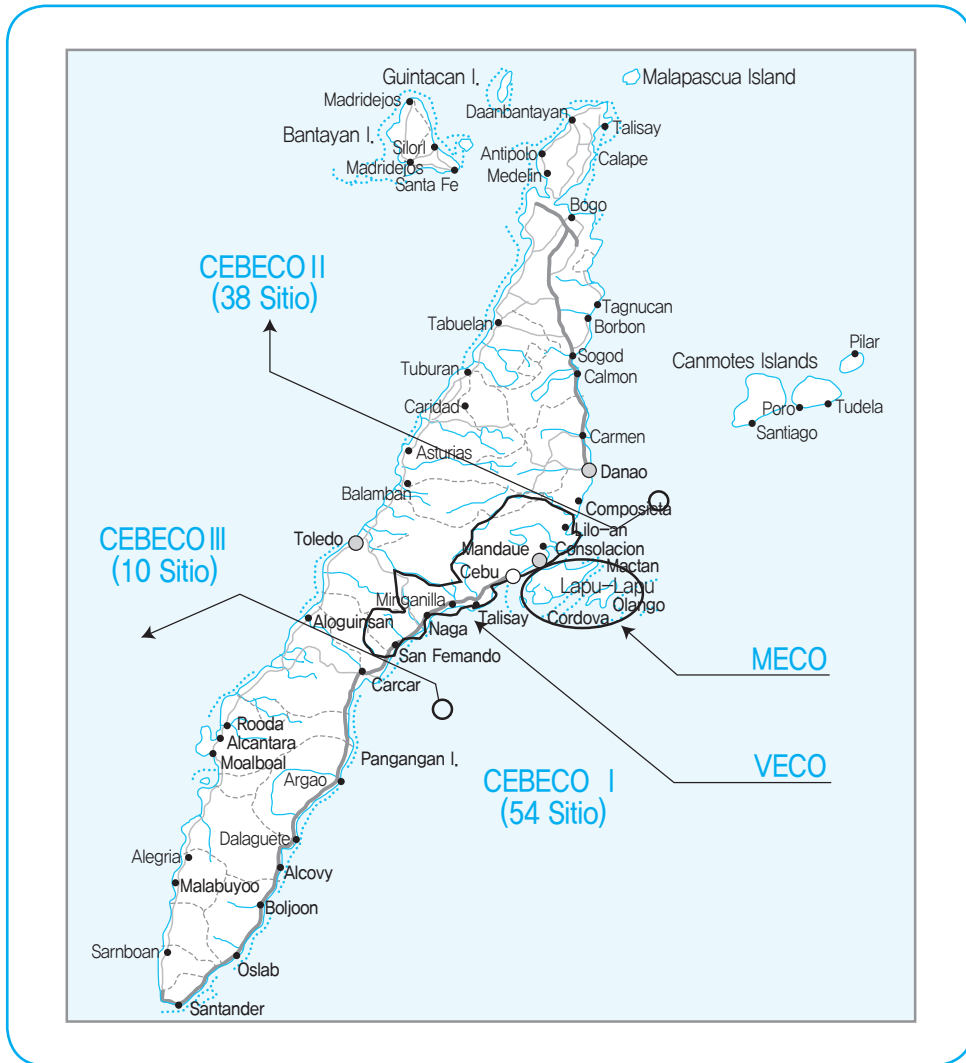 Guintacan I.
Malapascua Island
Madridejos
Daanbantayan
Talisay
Bantayan I.
Silorl
Antipolo
Calape
Madridejos
Medelin
Santa Fe
Bogo
CEBECO II
(38 Sitio)
Tagnucan
Tabuelan
Borbon
Pilar
Sogod
Canmotes Islands
Tuburan
Calmon
Caridad
Poro
Tudela
Santiago
Carmen
Asturias
Danao
Balamban
Composieta
Lilo-an
CEBECO III
(10 Sitio)
Toledo
Mandaue
Consolacion
Mactan
Cebu
Lapu-Lapu
Minganilla
Olango
Aloguinsan
Naga
Talisay
Cordova
San Femando
MECO
Carcar
Rooda
Alcantara
Moalboal
Pangangan I.
VECO
Argao
CEBECO I
(54 Sitio)
Dalaguete
Alegria
Alcovy
Malabuyoo
Boljoon
Sarnboan
Oslab
Santander